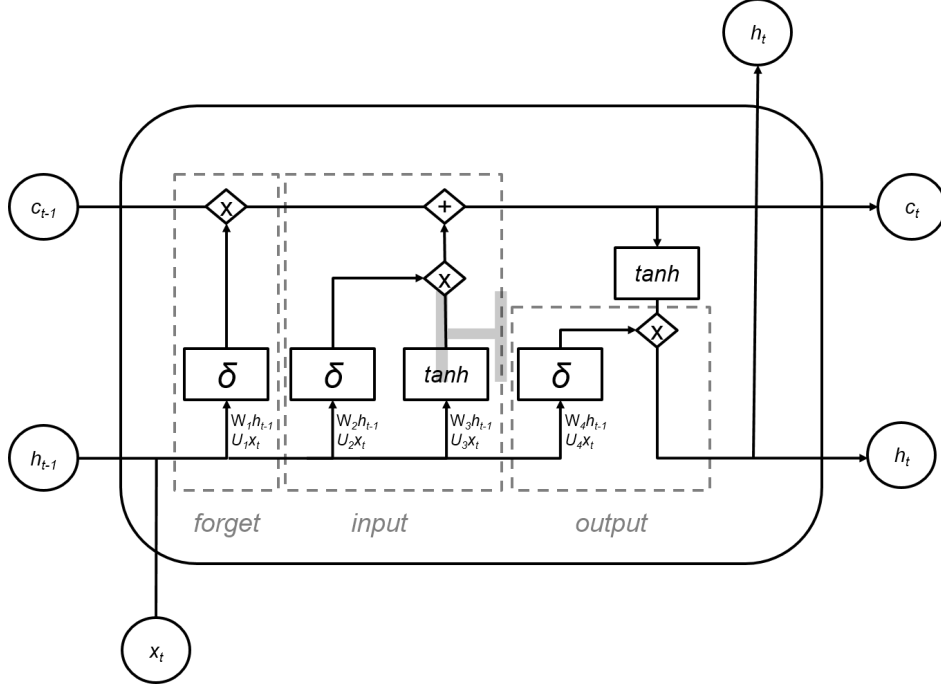 h_t
c_{t-1}
x
+
c_t
tanh
x
x
δ
δ
tanh
δ
W_1h_{t-1}
U_1x_t
W_2h_{t-1}
U_2x_t
W_3h_{t-1}
U_3x_t
W_4h_{t-1}
U_4x_t
h_{t-1}
h_t
forget
input
output
x_t